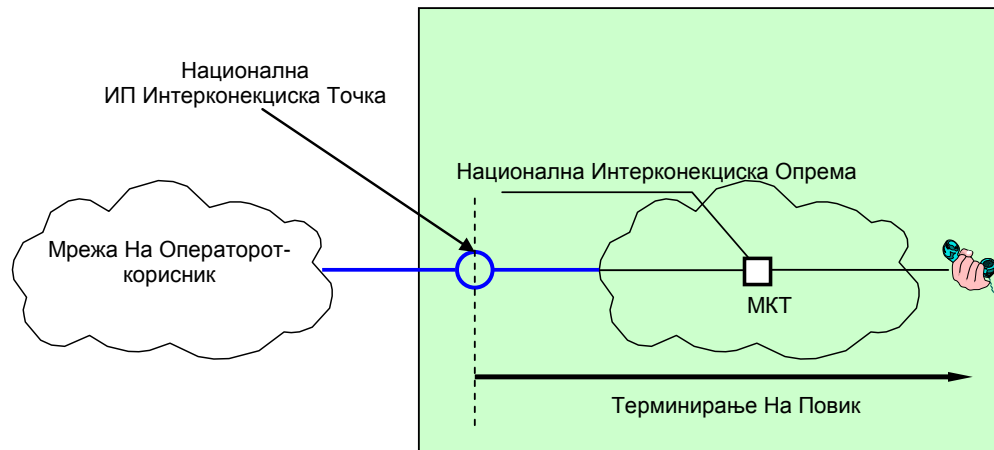 Национална
ИП Интерконекциска Точка
Национална Интерконекциска Опрема
Мрежа На Операторот-
корисник
МКТ
Терминирање На Повик